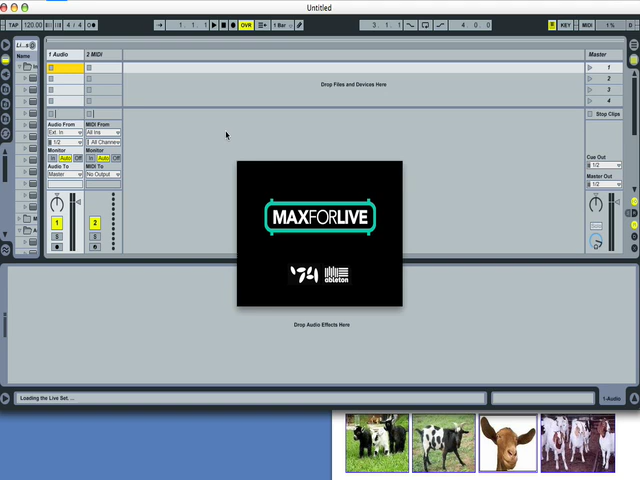 Untitled
TAP 120.00 4 / 4 1. 1. 1 OVR 1 Bar 3. 1. 1 4. 0. 0 KEY MIDI 1 %
Li...s
Name
1 Audio 2 MIDI Master
1
2
3
4
Drop Files and Devices Here
Stop Clips
Audio From MIDI From
Ext. In All Ins
1/2 All Channe
Monitor Monitor
In Auto Off In Auto Off
Audio To MIDI To
Master No Output
Cue Out
1/2
Master Out
1/2
1 2
S S
MAXFORLIVE
'74 ableton
Drop Audio Effects Here
Loading the Live Set. ...
1-Audio